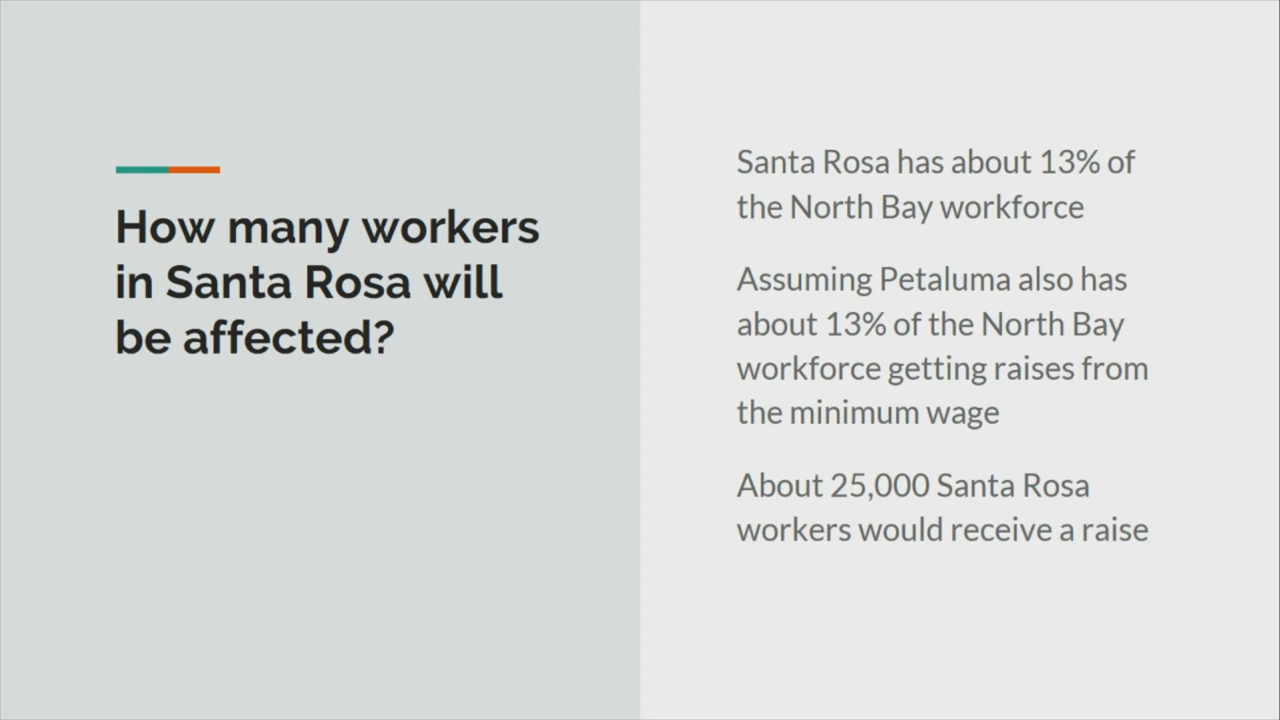 How many workers
in Santa Rosa will
be affected?
Santa Rosa has about 13% of
the North Bay workforce
Assuming Petaluma also has
about 13% of the North Bay
workforce getting raises from
the minimum wage
About 25,000 Santa Rosa
workers would receive a raise